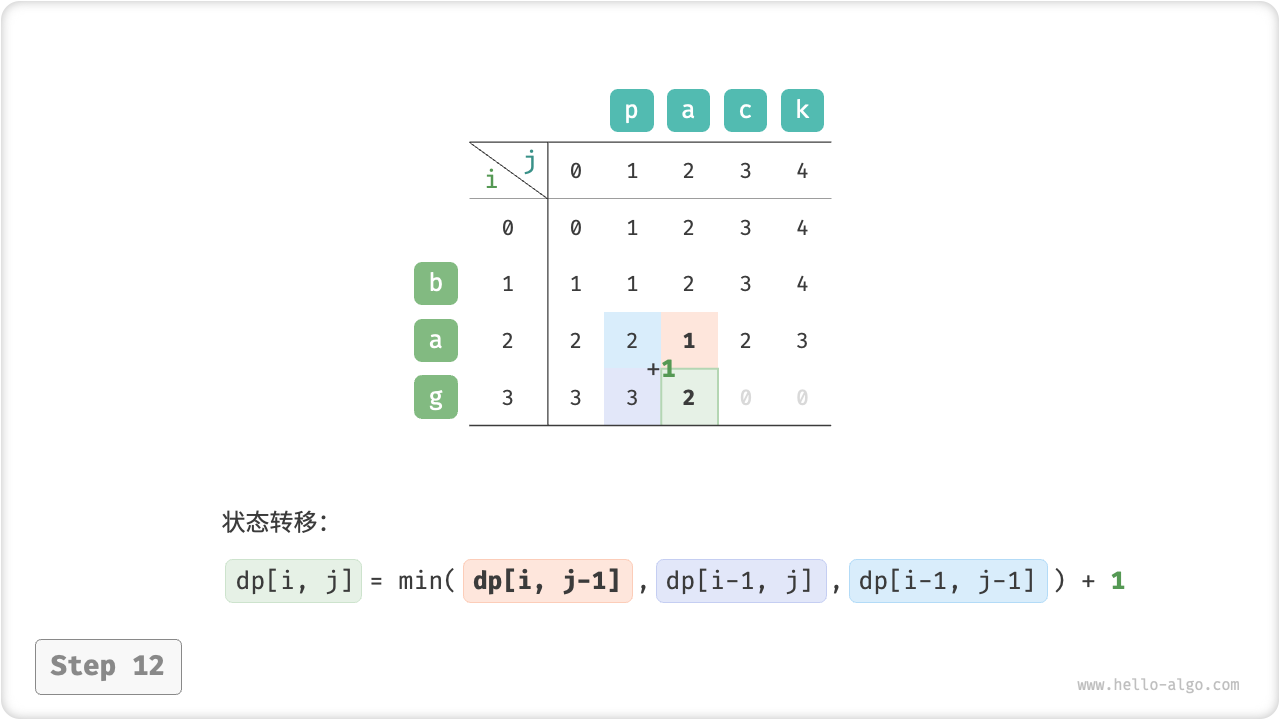 p a c k
j
i
0 1 2 3 4
0 0 1 2 3 4
b 1 1 1 2 3 4
a 2 2 2 1 2 3
+1
g 3 3 3 2 0 0
状态转移：
dp[i, j] = min( dp[i, j-1] , dp[i-1, j] , dp[i-1, j-1] ) + 1
Step 12
www.hello-algo.com